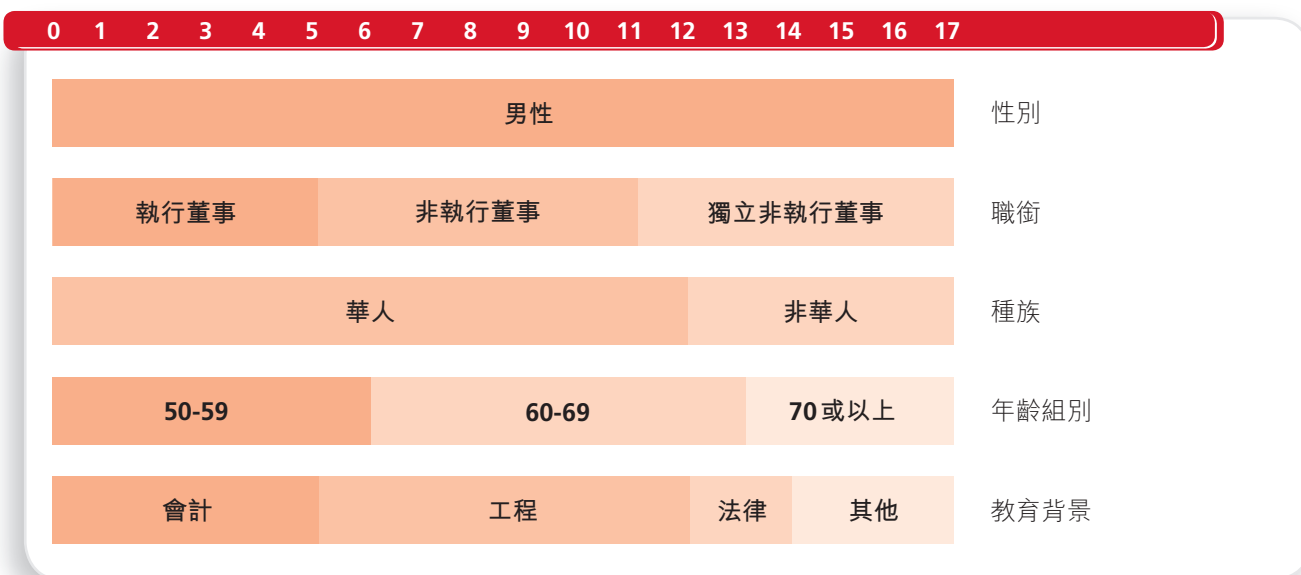 0 1 2 3 4 5 6 7 8 9 10 11 12 13 14 15 16 17
男性 性別
執行董事 非執行董事 獨立非執行董事 職銜
華人 非華人 種族
50-59 60-69 70或以上 年齡組別
會計 工程 法律 其他 教育背景